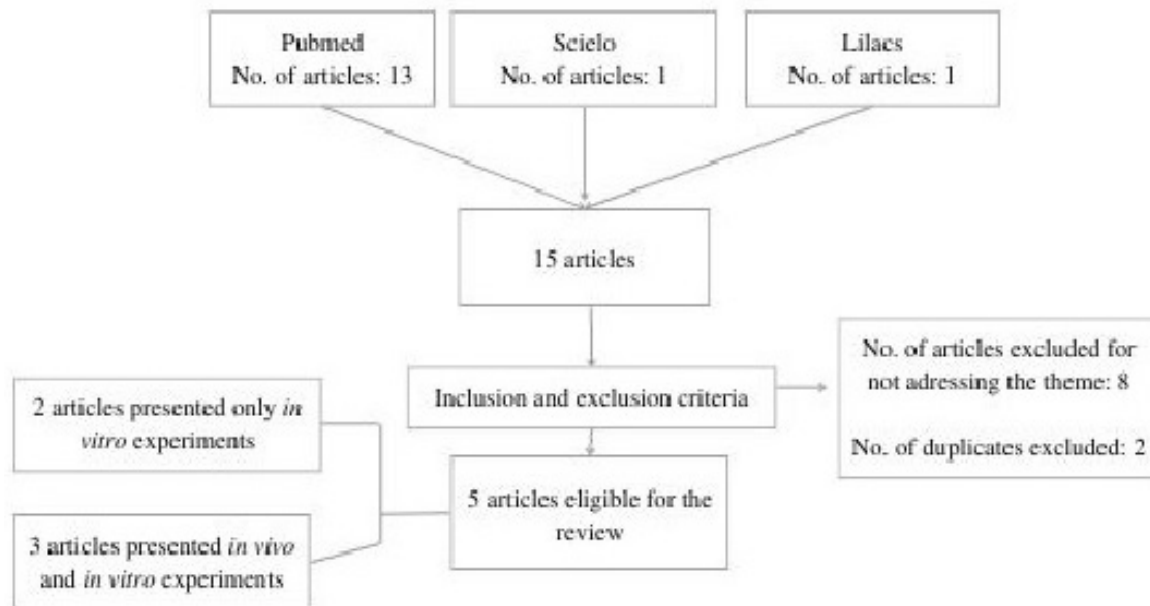 Pubmed
No. of articles: 13
Scielo
No. of articles: 1
Lilacs
No. of articles: 1
15 articles
No. of articles excluded for
not adressing the theme: 8
No. of duplicates excluded: 2
Inclusion and exclusion criteria
2 articles presented only in
vitro experiments
5 articles eligible for the
review
3 articles presented in vivo
and in vitro experiments